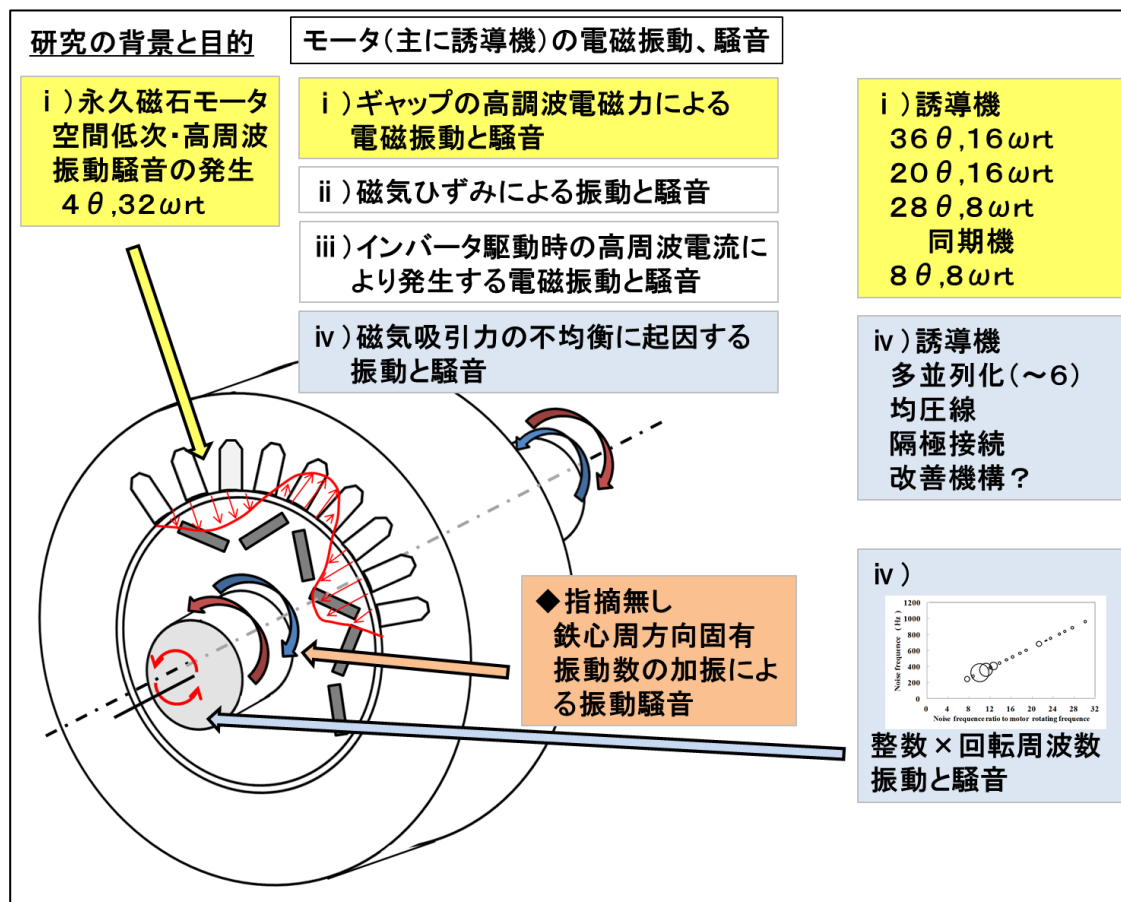 研究の背景と目的
モータ(主に誘導機)の電磁振動、騒音
ⅰ)永久磁石モータ
空間低次・高周波
振動騒音の発生
4θ,32ωrt
ⅰ)ギャップの高調波電磁力による
電磁振動と騒音
ⅱ)磁気ひずみによる振動と騒音
ⅲ)インバータ駆動時の高周波電流に
より発生する電磁振動と騒音
ⅳ)磁気吸引力の不均衡に起因する
振動と騒音
ⅰ)誘導機
36θ,16ωrt
20θ,16ωrt
28θ,8ωrt
同期機
8θ,8ωrt
ⅳ)誘導機
多並列化(~6)
均圧線
隔極接続
改善機構?
◆指摘無し
鉄心周方向固有
振動数の加振によ
る振動騒音
ⅳ)
Noise frequency (Hz)
1200
1000
800
600
400
200
0
0 4 8 12 16 20 24 28 32
Noise frequence ratio to motor rotating frequence
整数×回転周波数
振動と騒音